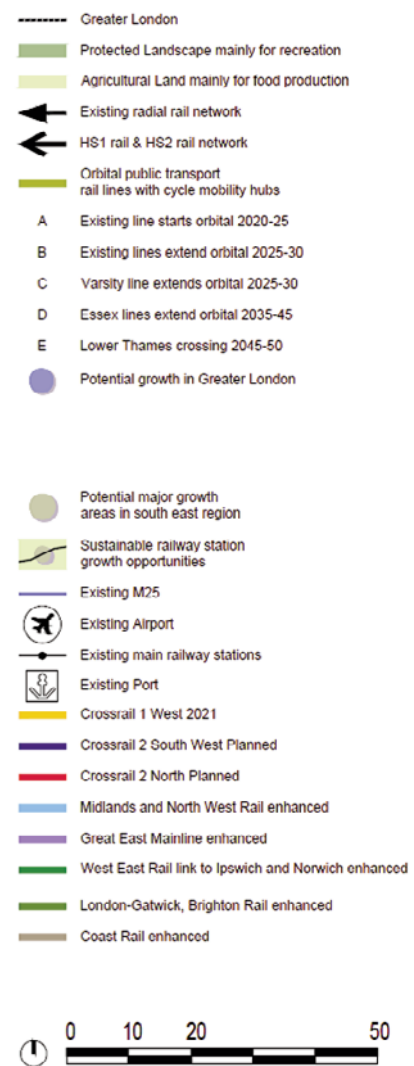 Greater London
Protected Landscape mainly for recreation
Agricultural Land mainly for food production
Existing radial rail network
HS1 rail & HS2 rail network
Orbital public transport
rail lines with cycle mobility hubs
A Existing line starts orbital 2020-25
B Existing lines extend orbital 2025-30
C Varsity line extends orbital 2025-30
D Essex lines extend orbital 2035-45
E Lower Thames crossing 2045-50
Potential growth in Greater London
Potential major growth
areas in south east region
Sustainable railway station
growth opportunities
Existing M25
Existing Airport
Existing main railway stations
Existing Port
Crossrail 1 West 2021
Crossrail 2 South West Planned
Crossrail 2 North Planned
Midlands and North West Rail enhanced
Great East Mainline enhanced
West East Rail link to Ipswich and Norwich enhanced
London-Gatwick, Brighton Rail enhanced
Coast Rail enhanced
0 10 20 50